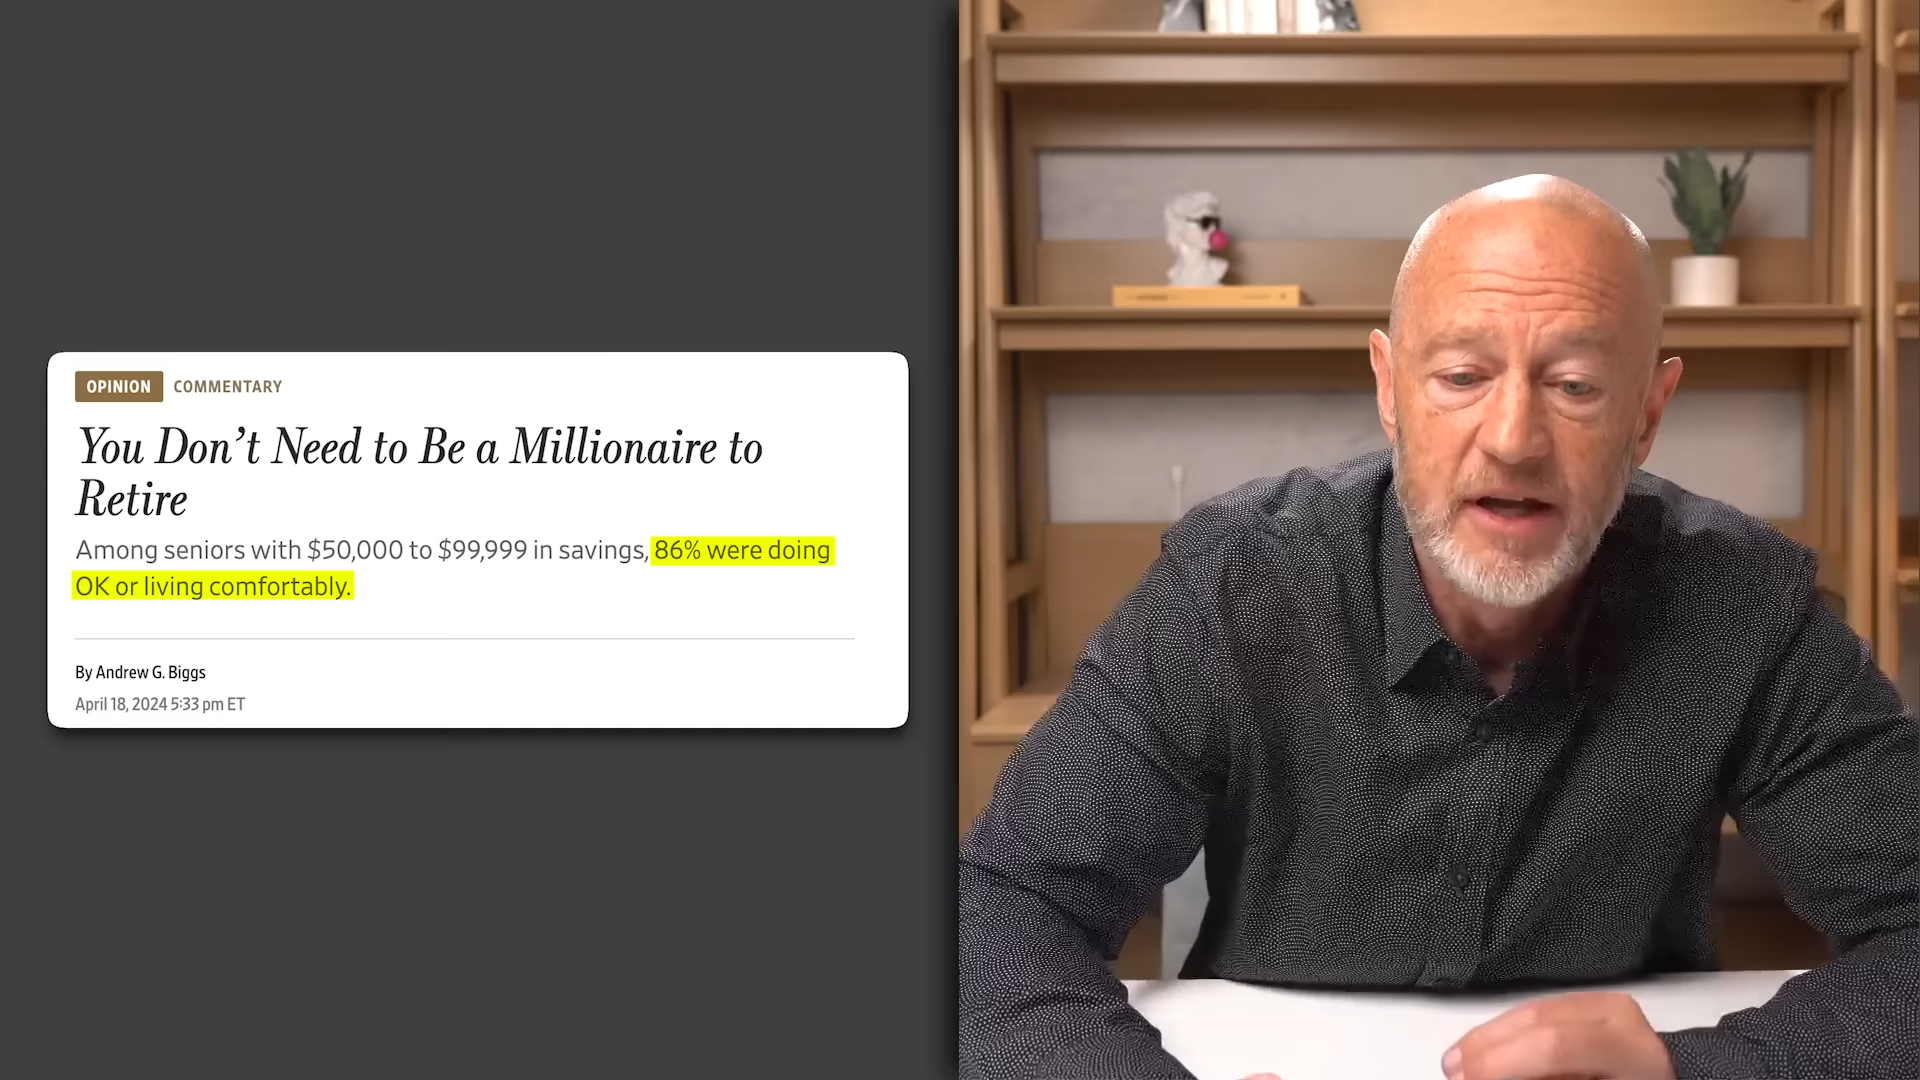 OPINION COMMENTARY
You Don’t Need to Be a Millionaire to
Retire
Among seniors with $50,000 to $99,999 in savings, 86% were doing
OK or living comfortably.
By Andrew G. Biggs
April 18, 2024 5:33 pm ET